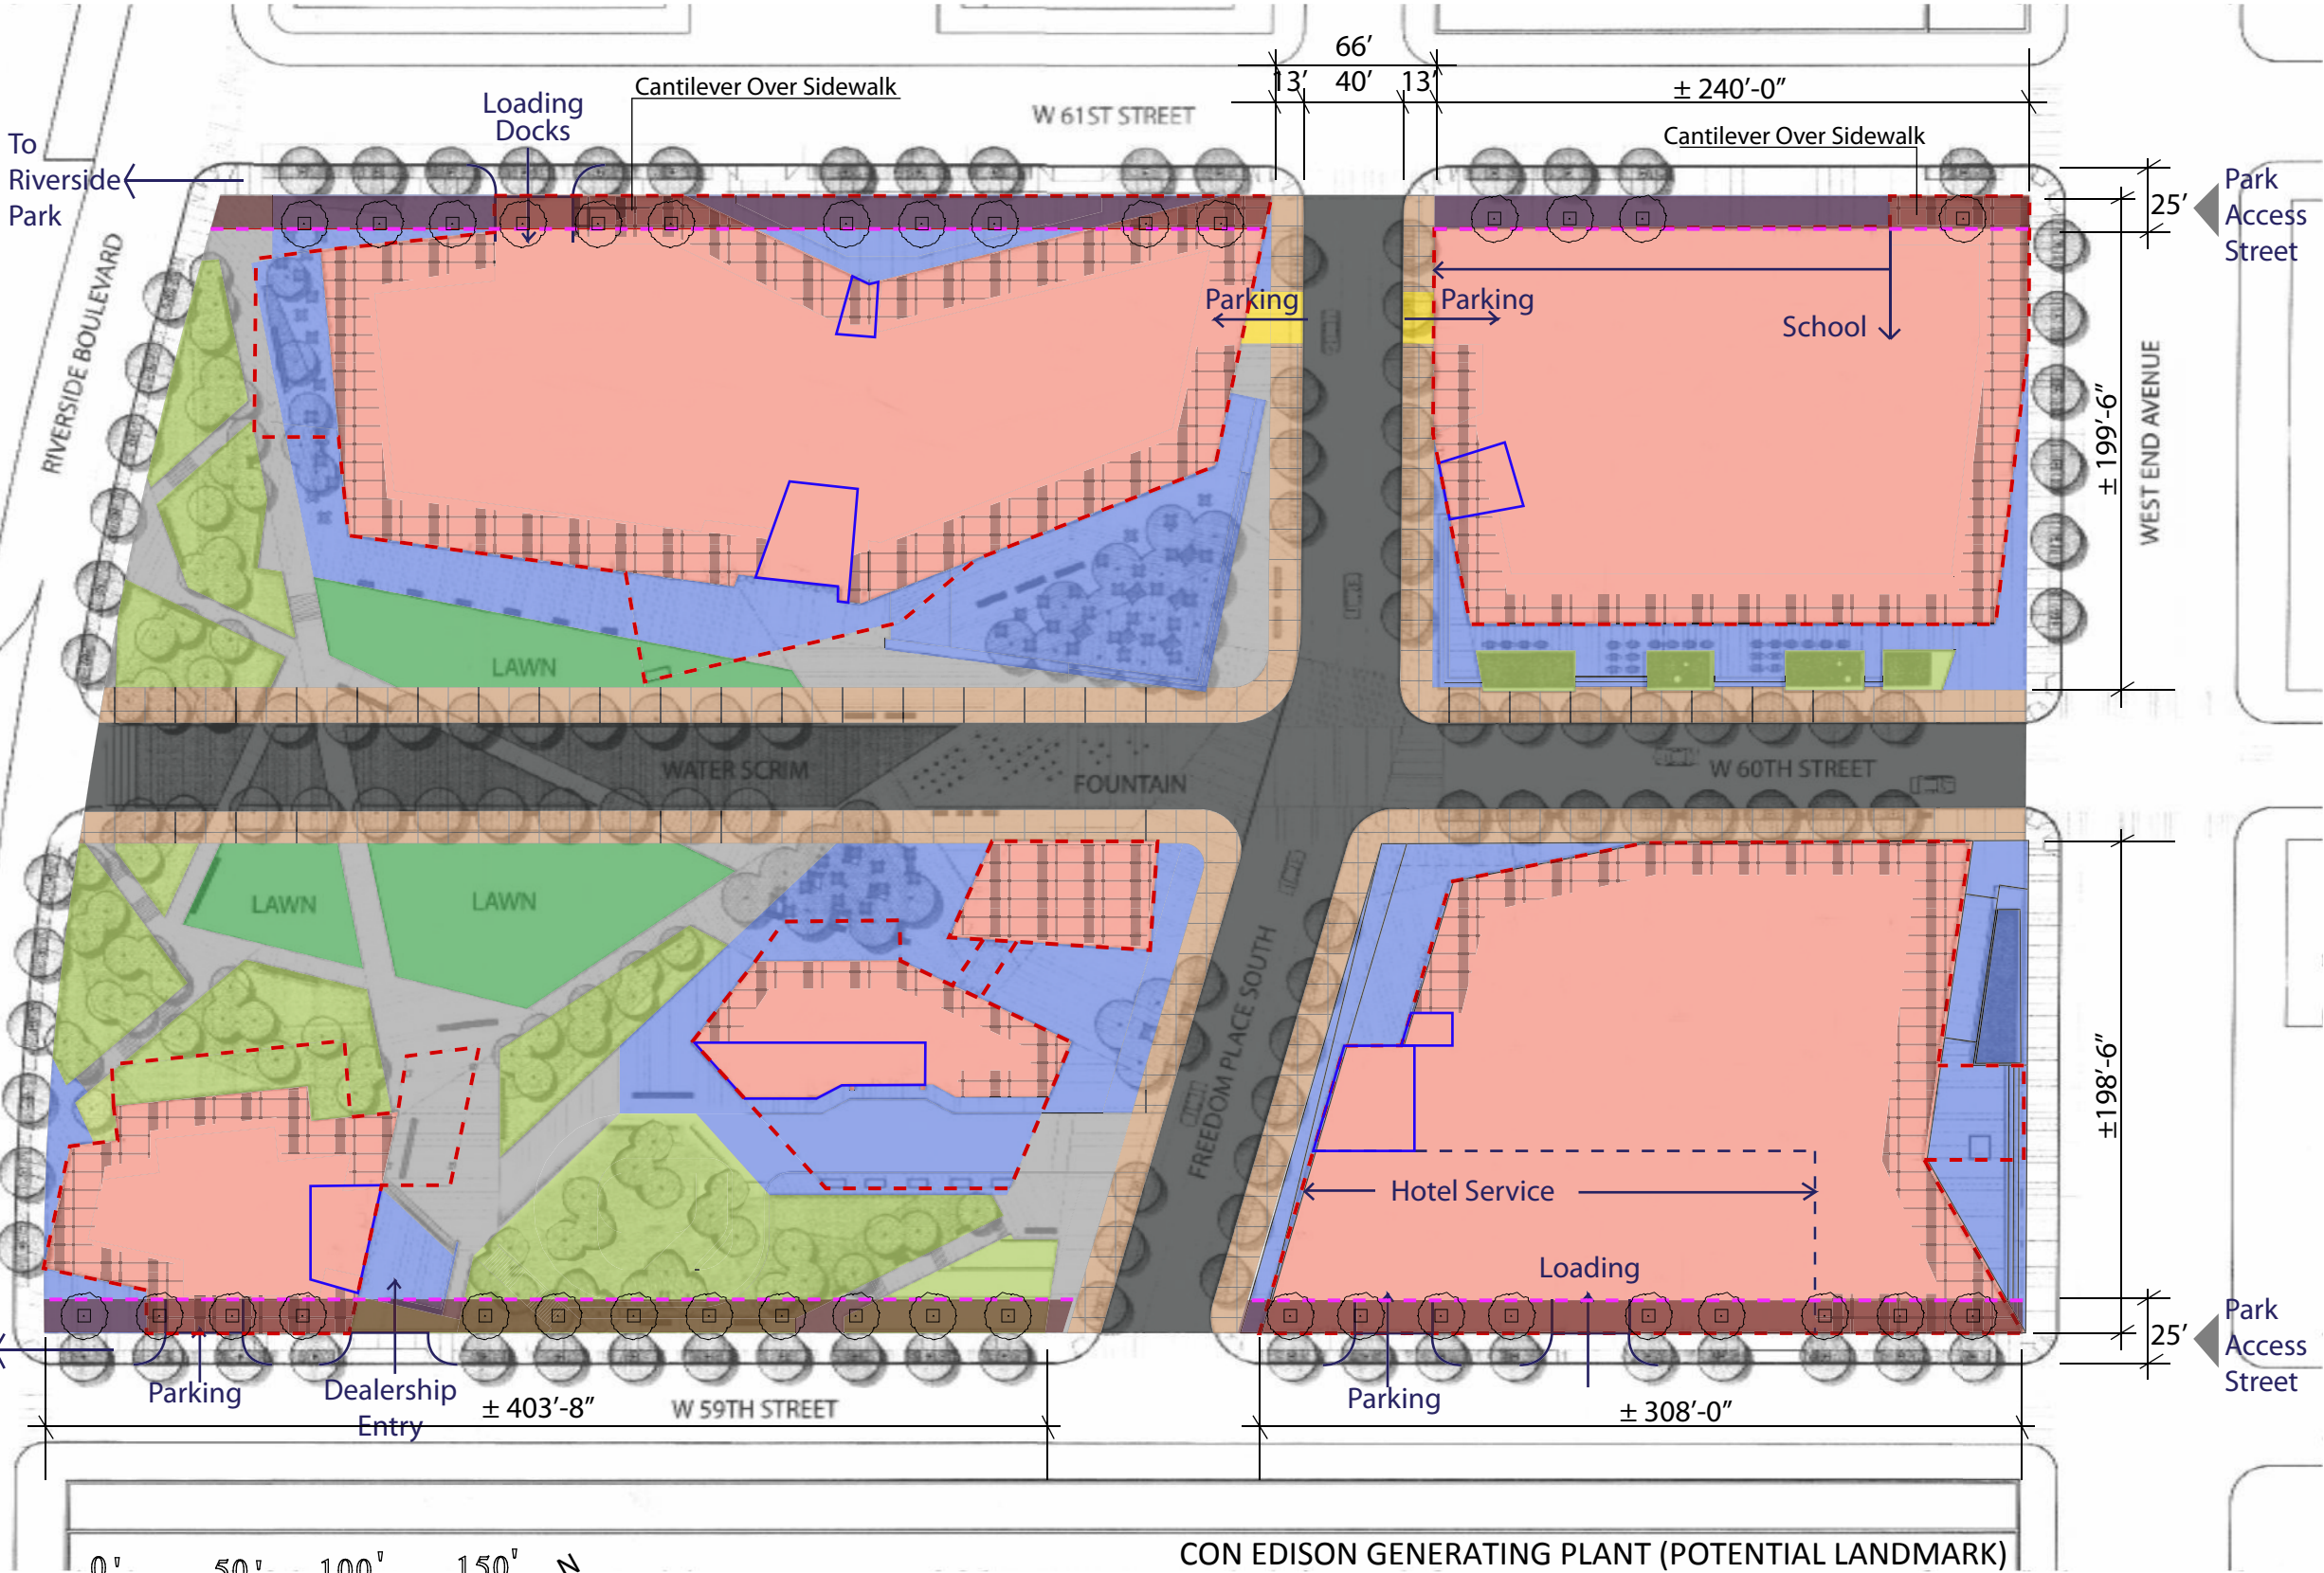 66’
13’ 40’ 13’
± 240’-0”
Cantilever Over Sidewalk
Loading
Docks
W 61ST STREET
Cantilever Over Sidewalk
To
Riverside
Park
Park
Access
Street
25’
RIVERSIDE BOULEVARD
Parking
Parking
School
± 199’-6”
WEST END AVENUE
LAWN
WATER SCRIM
FOUNTAIN
W 60TH STREET
LAWN
LAWN
FREEDOM PLACE SOUTH
±198’-6”
Hotel Service
Loading
25’
Park
Access
Street
Parking
Dealership
Entry
± 403’-8”
W 59TH STREET
Parking
± 308’-0”
CON EDISON GENERATING PLANT (POTENTIAL LANDMARK)
0' 50' 100' 150' N